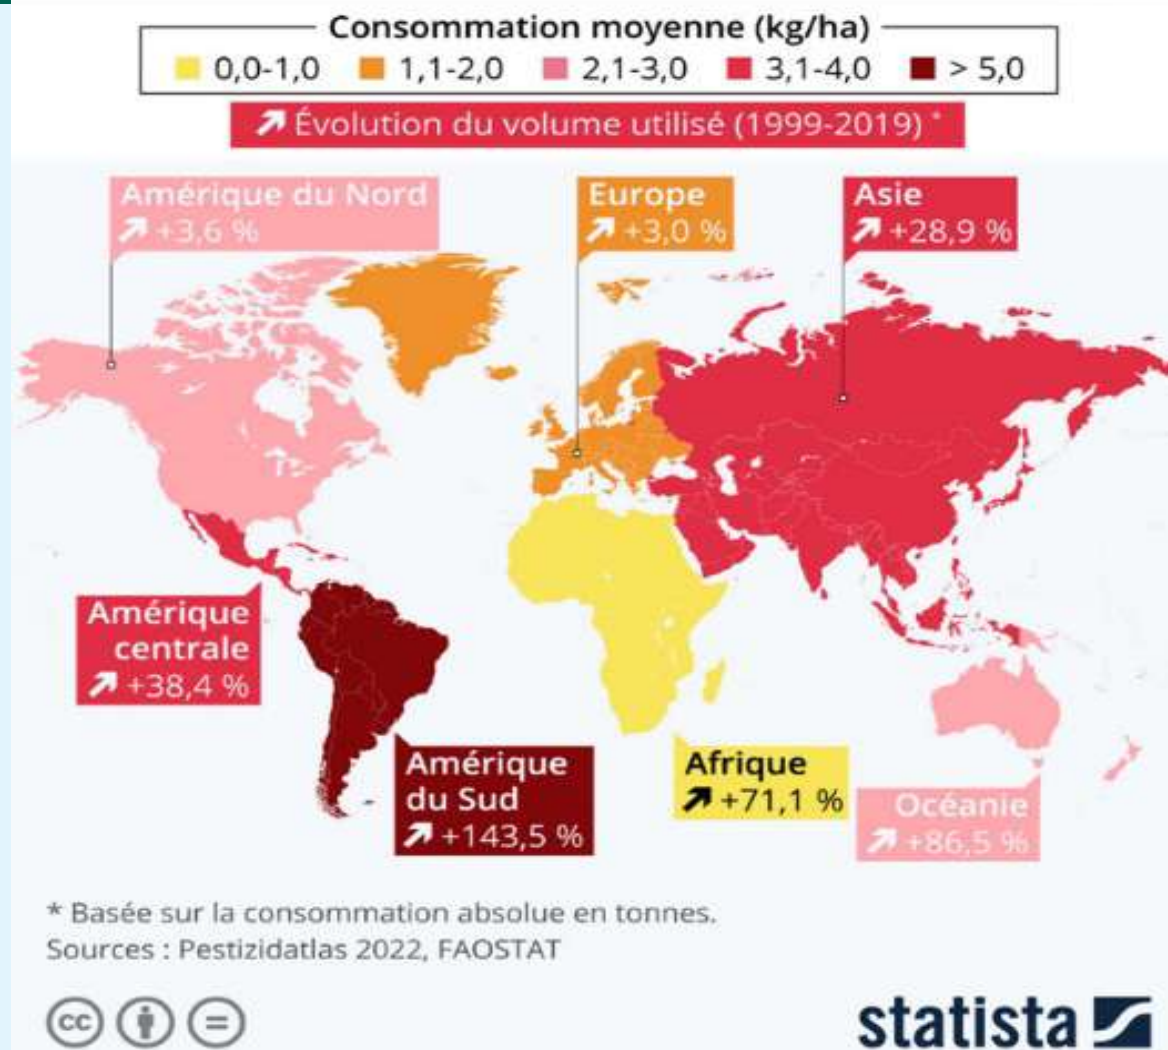 Consommation moyenne (kg/ha)
0,0-1,0 1,1-2,0 2,1-3,0 3,1-4,0 > 5,0
Évolution du volume utilisé (1999-2019) *
Amérique du Nord
+3,6 %
Europe
+3,0 %
Asie
+28,9 %
Amérique
centrale
+38,4 %
Amérique
du Sud
+143,5 %
Afrique
+71,1 %
Océanie
+86,5 %
* Basée sur la consommation absolue en tonnes.
Sources : Pestizidatlas 2022, FAOSTAT
cc
statista